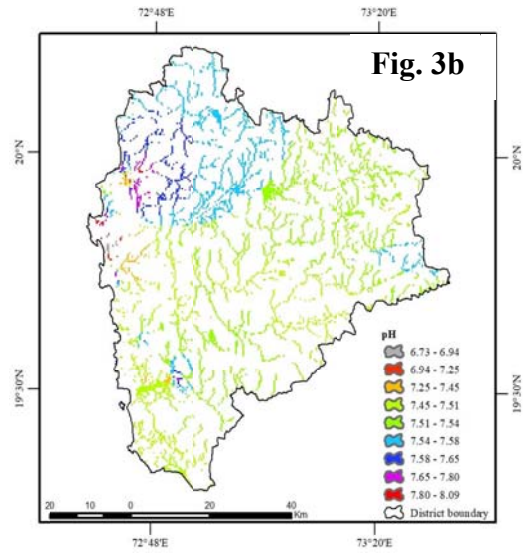 72°48'E 73°20'E
Fig. 3b
20°N 20°N
pH
6.73 - 6.94
6.94 - 7.25
7.25 - 7.45
7.45 - 7.51
7.51 - 7.54
7.54 - 7.58
7.58 - 7.65
7.65 - 7.80
7.80 - 8.09
District boundary
19°30'N 19°30'N
20 10 0 20 40
Km
72°48'E 73°20'E